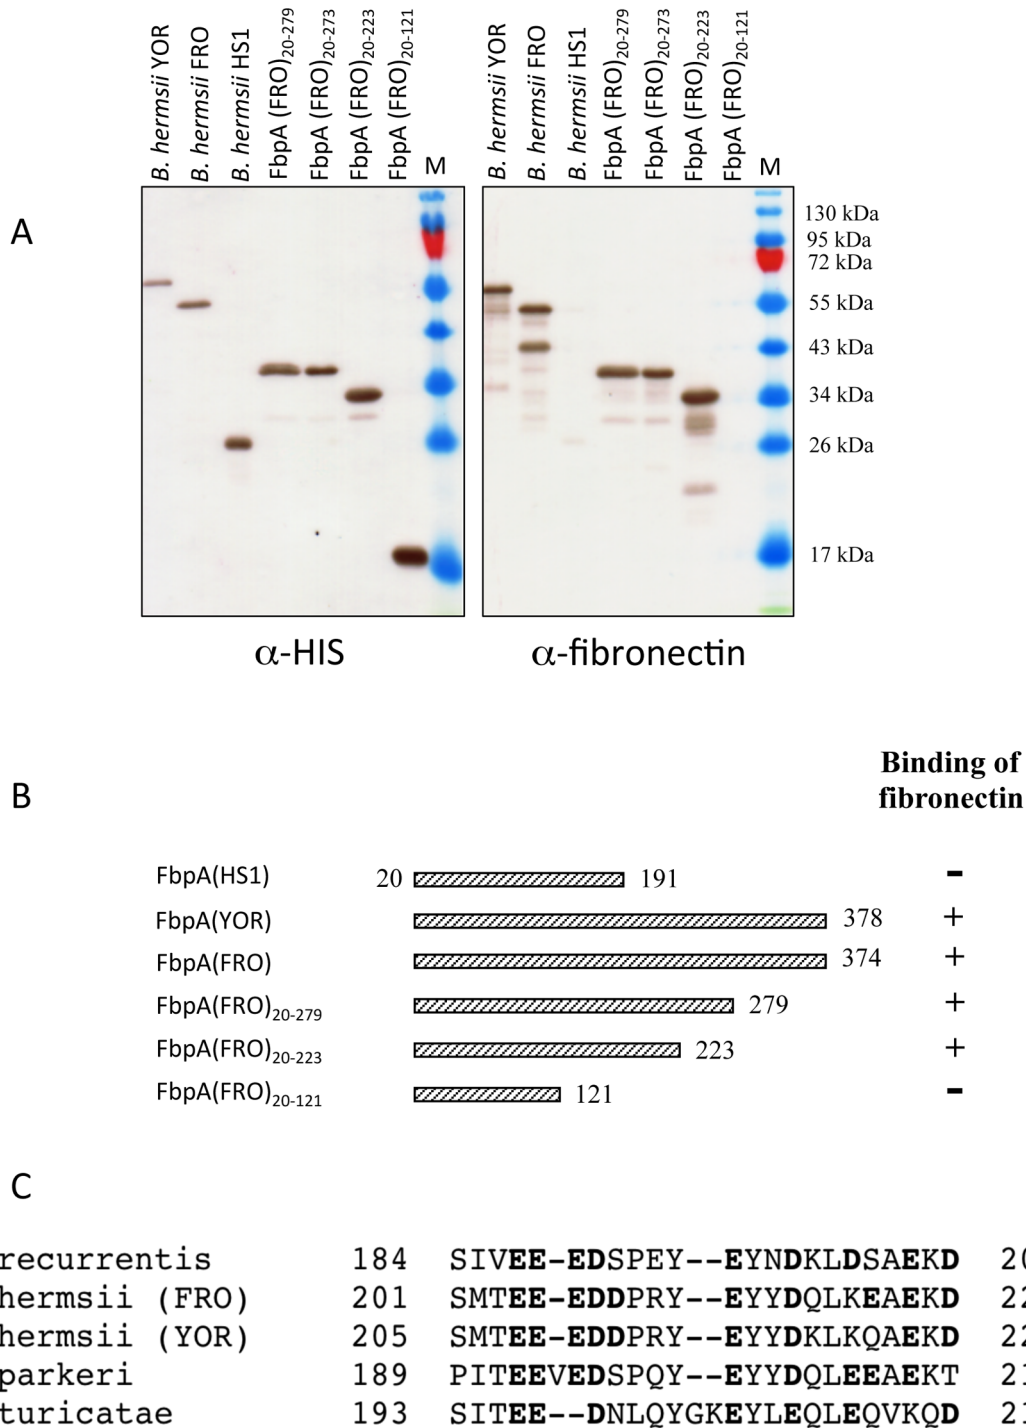 B. hermsii YOR
B. hermsii FRO
B. hermsii HS1
FbpA (FRO)20-279
FbpA (FRO)20-273
FbpA (FRO)20-223
FbpA (FRO)20-121
M
B. hermsii YOR
B. hermsii FRO
B. hermsii HS1
FbpA (FRO)20-279
FbpA (FRO)20-273
FbpA (FRO)20-223
FbpA (FRO)20-121
M
A
130 kDa
95 kDa
72 kDa
55 kDa
43 kDa
34 kDa
26 kDa
17 kDa
α-HIS
α-fibronectin
B
Binding of
fibronectin
FbpA(HS1) 20 191 -
FbpA(YOR) 378 +
FbpA(FRO) 374 +
FbpA(FRO)20-279 279 +
FbpA(FRO)20-223 223 +
FbpA(FRO)20-121 121 -
C
recurrentis 184 SIVEE-EDSPEY--EYNDKLDSAEKD 20
hermsii (FRO) 201 SMTEE-EDDPRY--EYYDQLKEAEKD 22
hermsii (YOR) 205 SMTEE-EDDPRY--EYYDKLKQAEKD 22
parkeri 189 PITEEVEDSPQY--EYYDQLEEAEKT 21
turicatae 193 SITEE--DNLQYGKEYLEQLEQVKQD 21